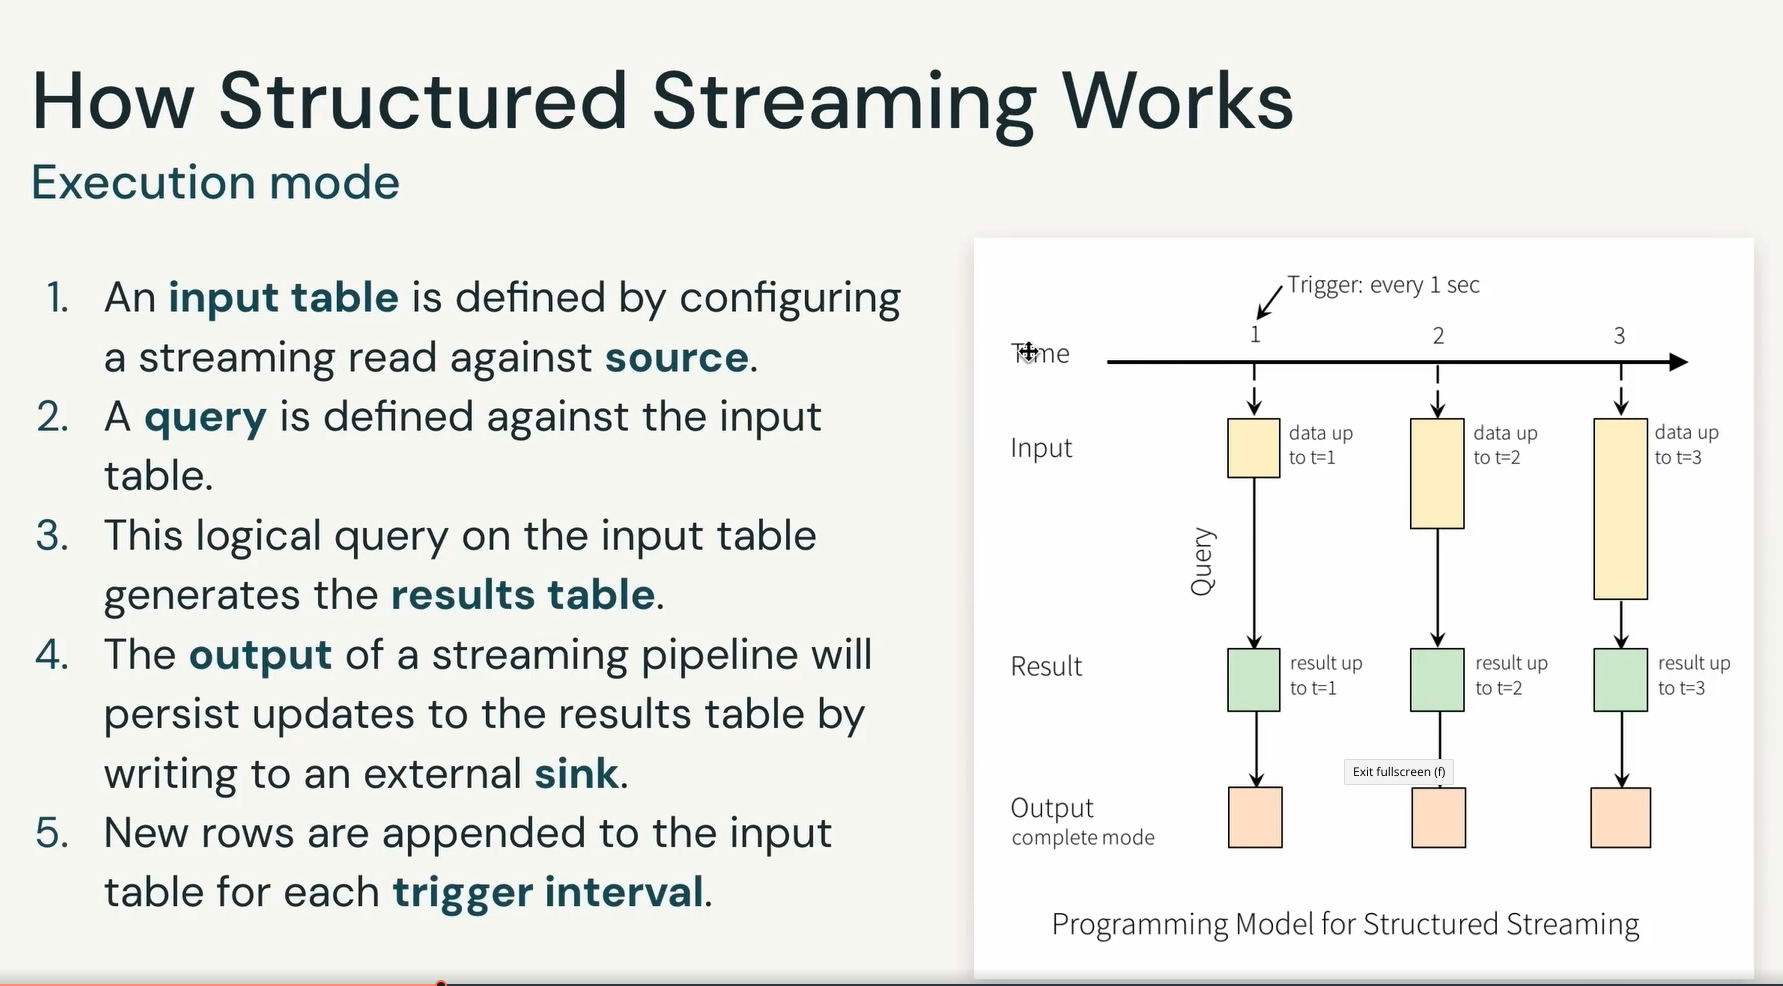 How Structured Streaming Works
Execution mode
1. An input table is defined by configuring
a streaming read against source.
2. A query is defined against the input
table.
3. This logical query on the input table
generates the results table.
4. The output of a streaming pipeline will
persist updates to the results table by
writing to an external sink.
5. New rows are appended to the input
table for each trigger interval.
Trigger: every 1 sec
Time
1 2 3
Input
data up
to t=1
data up
to t=2
data up
to t=3
Query
Result
result up
to t=1
result up
to t=2
result up
to t=3
Exit fullscreen (f)
Output
complete mode
Programming Model for Structured Streaming